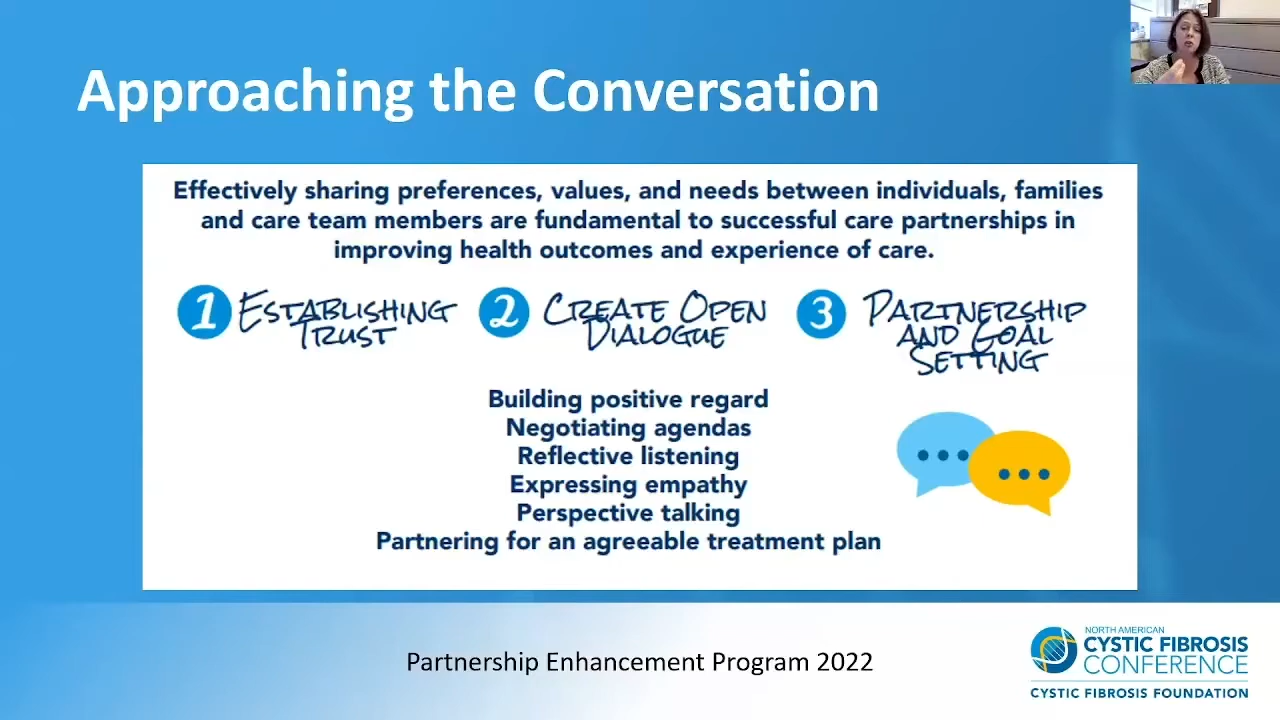 Approaching the Conversation
Effectively sharing preferences, values, and needs between individuals, families
and care team members are fundamental to successful care partnerships in
improving health outcomes and experience of care.
1 ESTABLISHING
TRUST
2 CREATE OPEN
DIALOGUE
3 PARTNERSHIP
AND GOAL
SETTING
Building positive regard
Negotiating agendas
Reflective listening
Expressing empathy
Perspective talking
Partnering for an agreeable treatment plan
Partnership Enhancement Program 2022
NORTH AMERICAN
CYSTIC FIBROSIS
CONFERENCE
CYSTIC FIBROSIS FOUNDATION